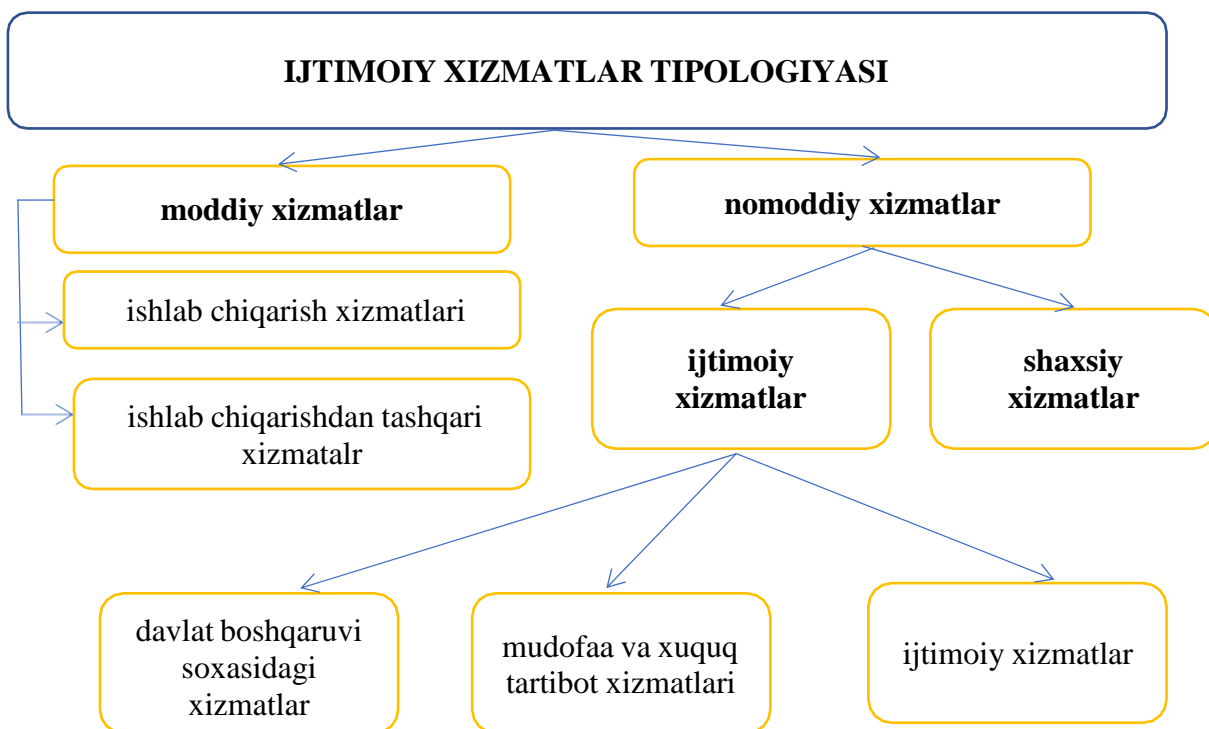 IJTIMOIY XIZMATLAR TIPOLOGIYASI
moddiy xizmatlar
nomoddiy xizmatlar
ishlab chiqarish xizmatlari
ishlab chiqarishdan tashqari
xizmatalr
ijtimoiy
xizmatlar
shaxsiy
xizmatlar
davlat boshqaruvi
soxasidagi
xizmatlar
mudofaa va xuquq
tartibot xizmatlari
ijtimoiy xizmatlar